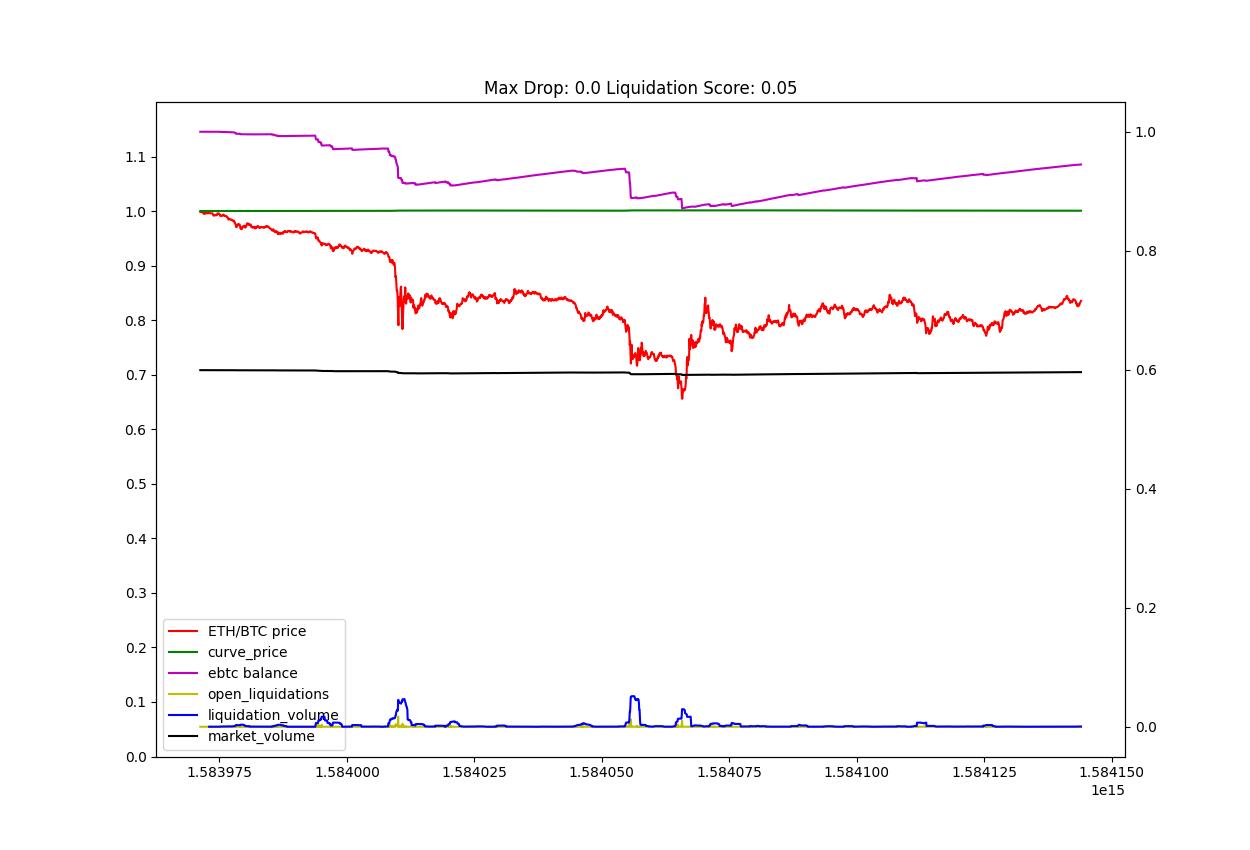 Max Drop: 0.0 Liquidation Score: 0.05
1.1
1.0
0.9
0.8
0.7
0.6
0.5
0.4
0.3
0.2
0.1
0.0
1.0
0.8
0.6
0.4
0.2
0.0
ETH/BTC price
curve_price
ebtc balance
open_liquidations
liquidation_volume
market_volume
1.583975 1.584000 1.584025 1.584050 1.584075 1.584100 1.584125 1.584150
1e15